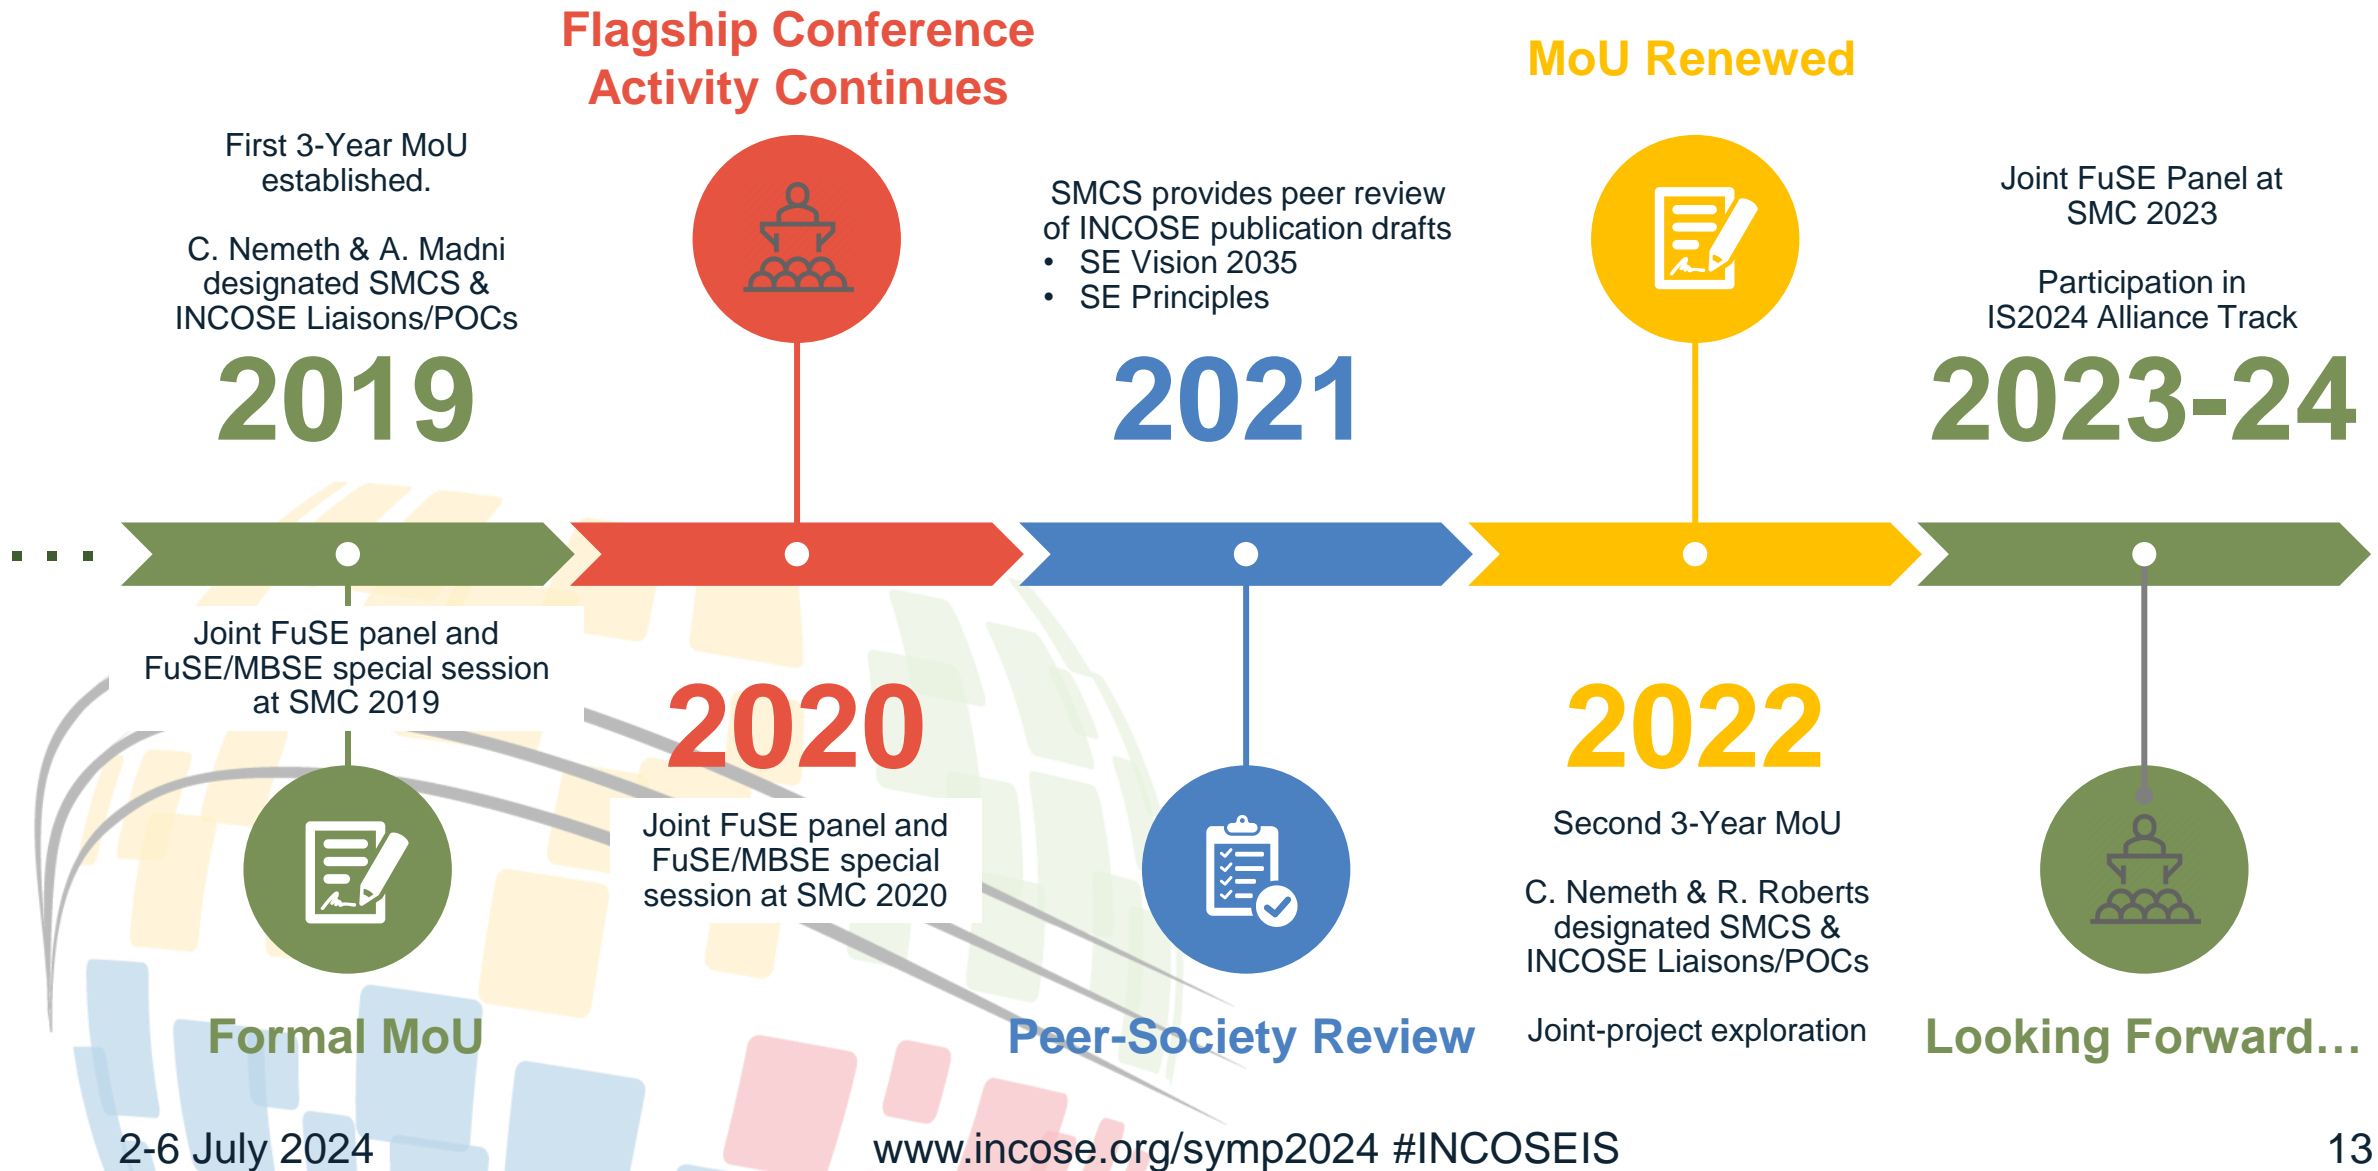 Flagship Conference
Activity Continues
MoU Renewed
First 3-Year MoU
established.
C. Nemeth & A. Madni
designated SMCS &
INCOSE Liaisons/POCs
2019
SMCS provides peer review
of INCOSE publication drafts
• SE Vision 2035
• SE Principles
2021
Joint FuSE Panel at
SMC 2023
Participation in
IS2024 Alliance Track
2023-24
Joint FuSE panel and
FuSE/MBSE special session
at SMC 2019
Formal MoU
2020
Joint FuSE panel and
FuSE/MBSE special
session at SMC 2020
Peer-Society Review
2022
Second 3-Year MoU
C. Nemeth & R. Roberts
designated SMCS &
INCOSE Liaisons/POCs
Joint-project exploration
Looking Forward...
2-6 July 2024
www.incose.org/symp2024 #INCOSEIS
13